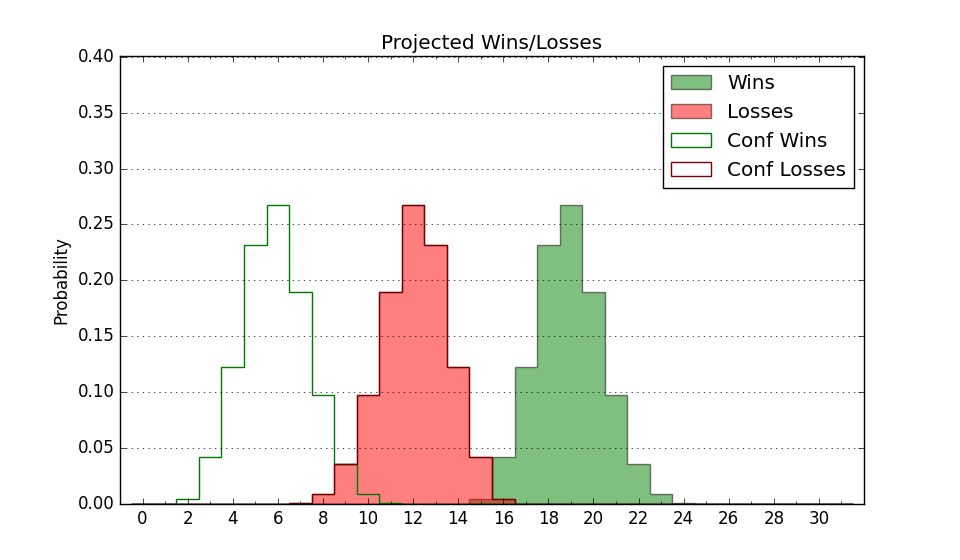 Projected Wins/Losses
Probability
0.40
0.35
0.30
0.25
0.20
0.15
0.10
0.05
0.00
0 2 4 6 8 10 12 14 16 18 20 22 24 26 28 30
Wins
Losses
Conf Wins
Conf Losses